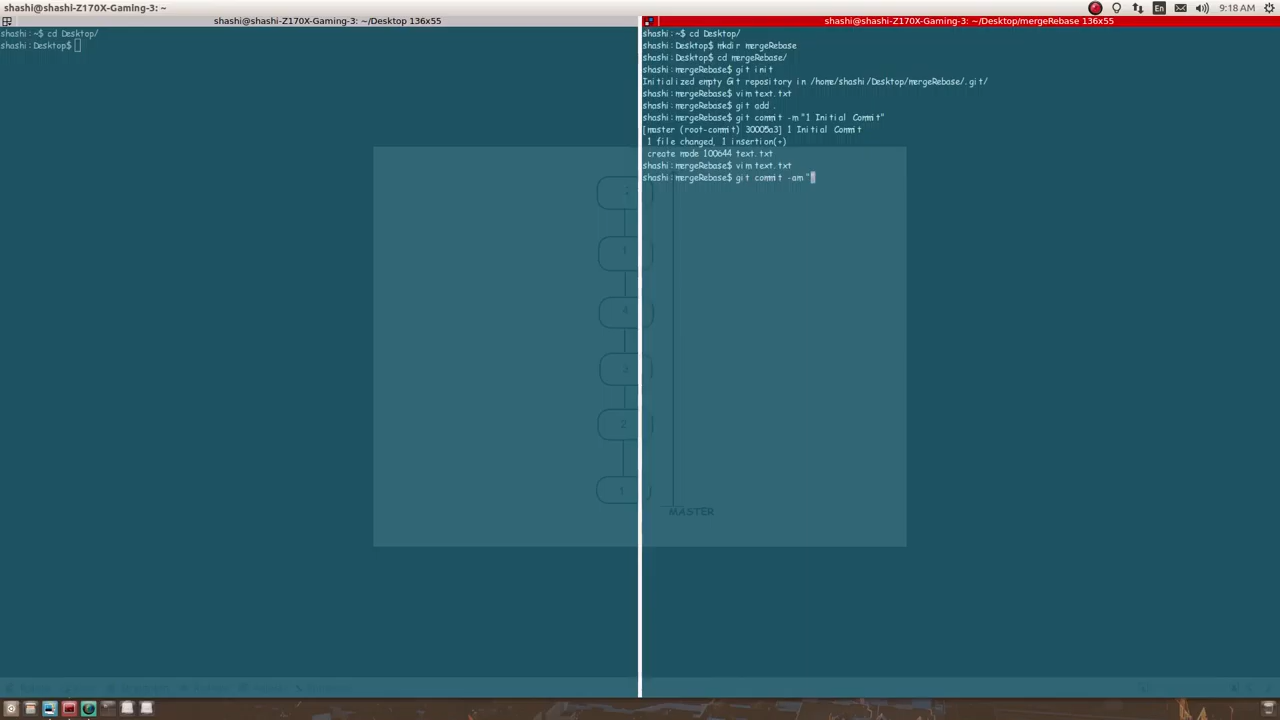 shashi@shashi-Z170X-Gaming-3: ~
En
9:18 AM
shashi@shashi-Z170X-Gaming-3: ~/Desktop 136x55
shashi:~$ cd Desktop/
shashi:Desktop$
shashi@shashi-Z170X-Gaming-3: ~/Desktop/mergeRebase 136x55
shashi:~$ cd Desktop/
shashi:Desktop$ mkdir mergeRebase
shashi:Desktop$ cd mergeRebase/
shashi:mergeRebase$ git init
Initialized empty Git repository in /home/shashi/Desktop/mergeRebase/.git/
shashi:mergeRebase$ vim text.txt
shashi:mergeRebase$ git add .
shashi:mergeRebase$ git commit -m "1 Initial Commit"
[master (root-commit) 30005a3] 1 Initial Commit
1 file changed, 1 insertion(+)
create mode 100644 text.txt
shashi:mergeRebase$ vim text.txt
shashi:mergeRebase$ git commit -am "
4
2
1
MASTER